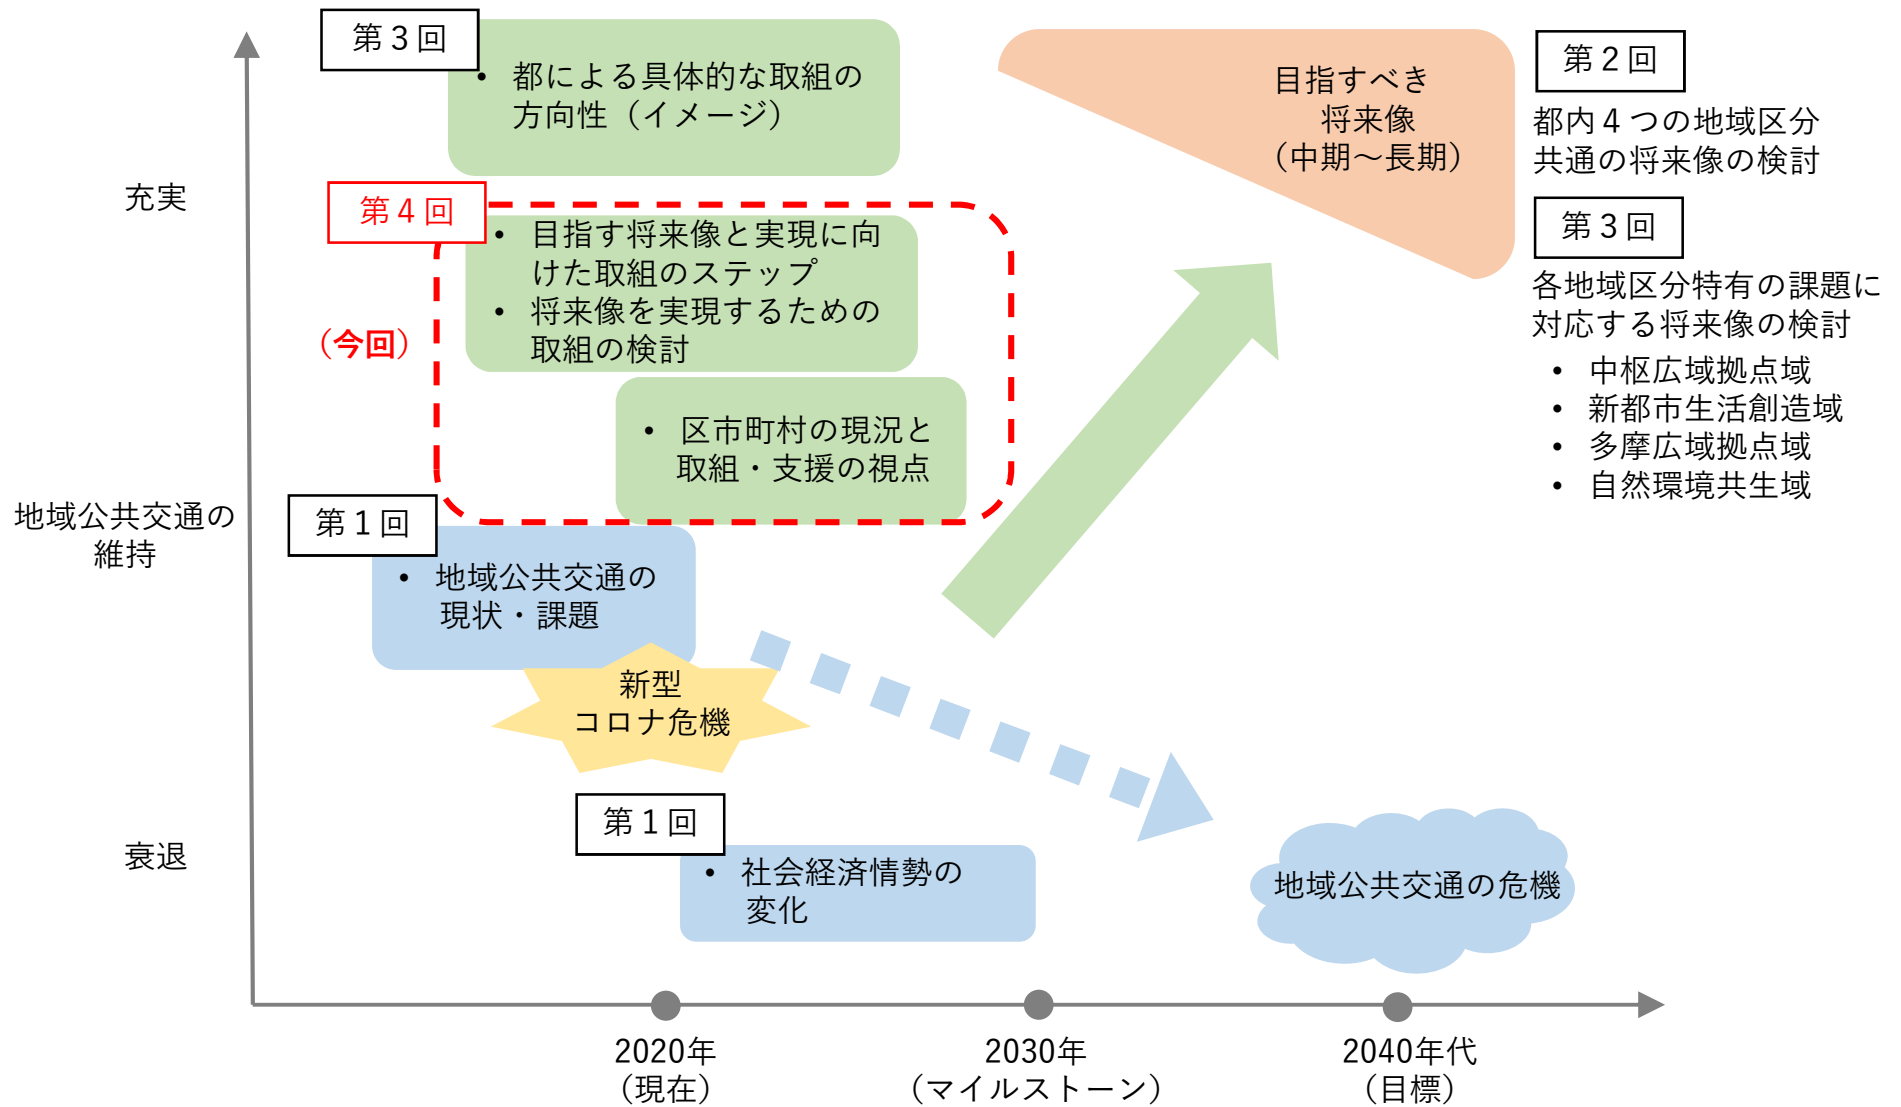 第３回
• 都による具体的な取組の
方向性（イメージ）
目指すべき
将来像
（中期～長期）
第２回
都内４つの地域区分
共通の将来像の検討
充実
第４回
• 目指す将来像と実現に向
けた取組のステップ
• 将来像を実現するための
取組の検討
（今回）
第３回
各地域区分特有の課題に
対応する将来像の検討
• 中枢広域拠点域
• 新都市生活創造域
• 多摩広域拠点域
• 自然環境共生域
• 区市町村の現況と
取組・支援の視点
地域公共交通の
維持
第１回
• 地域公共交通の
現状・課題
新型
コロナ危機
第１回
衰退
• 社会経済情勢の
変化
地域公共交通の危機
2020年
（現在）
2030年
（マイルストーン）
2040年代
（目標）